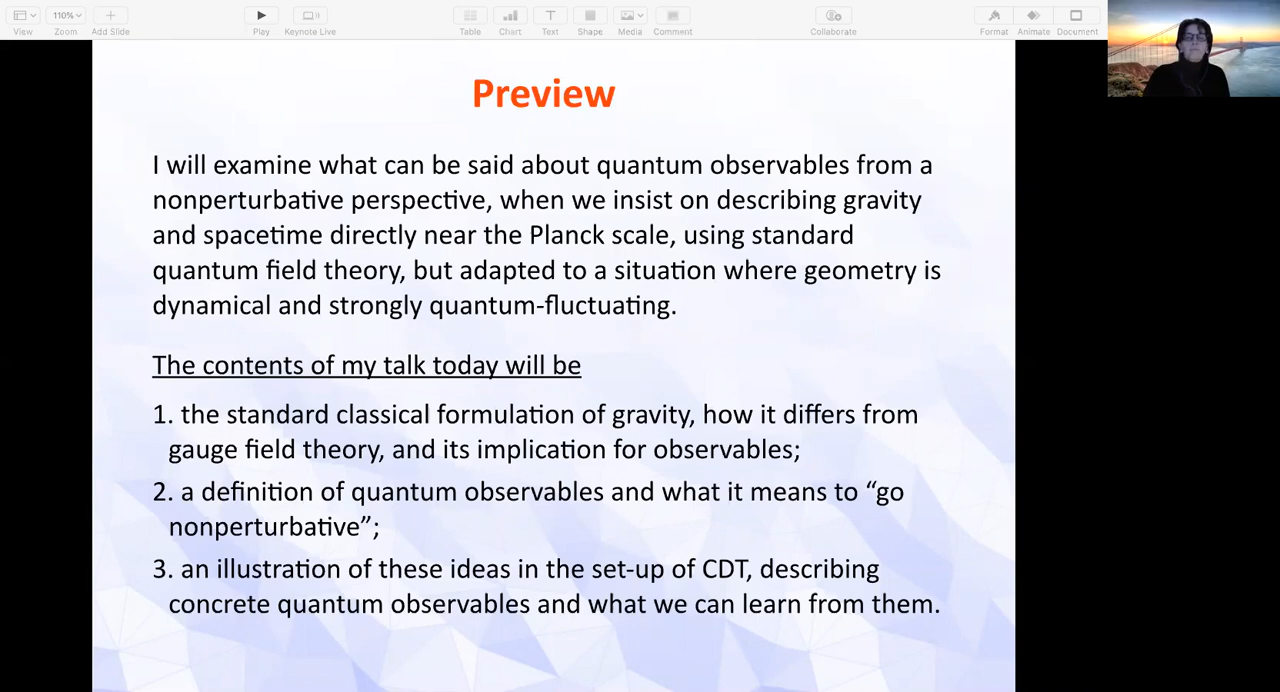 110%
View
Zoom
Add Slide
Play
Keynote Live
Table
Chart
Text
Shape
Media
Comment
Collaborate
Format
Animate
Document
Preview
I will examine what can be said about quantum observables from a
nonperturbative perspective, when we insist on describing gravity
and spacetime directly near the Planck scale, using standard
quantum field theory, but adapted to a situation where geometry is
dynamical and strongly quantum-fluctuating.
The contents of my talk today will be
1. the standard classical formulation of gravity, how it differs from
gauge field theory, and its implication for observables;
2. a definition of quantum observables and what it means to “go
nonperturbative”;
3. an illustration of these ideas in the set-up of CDT, describing
concrete quantum observables and what we can learn from them.